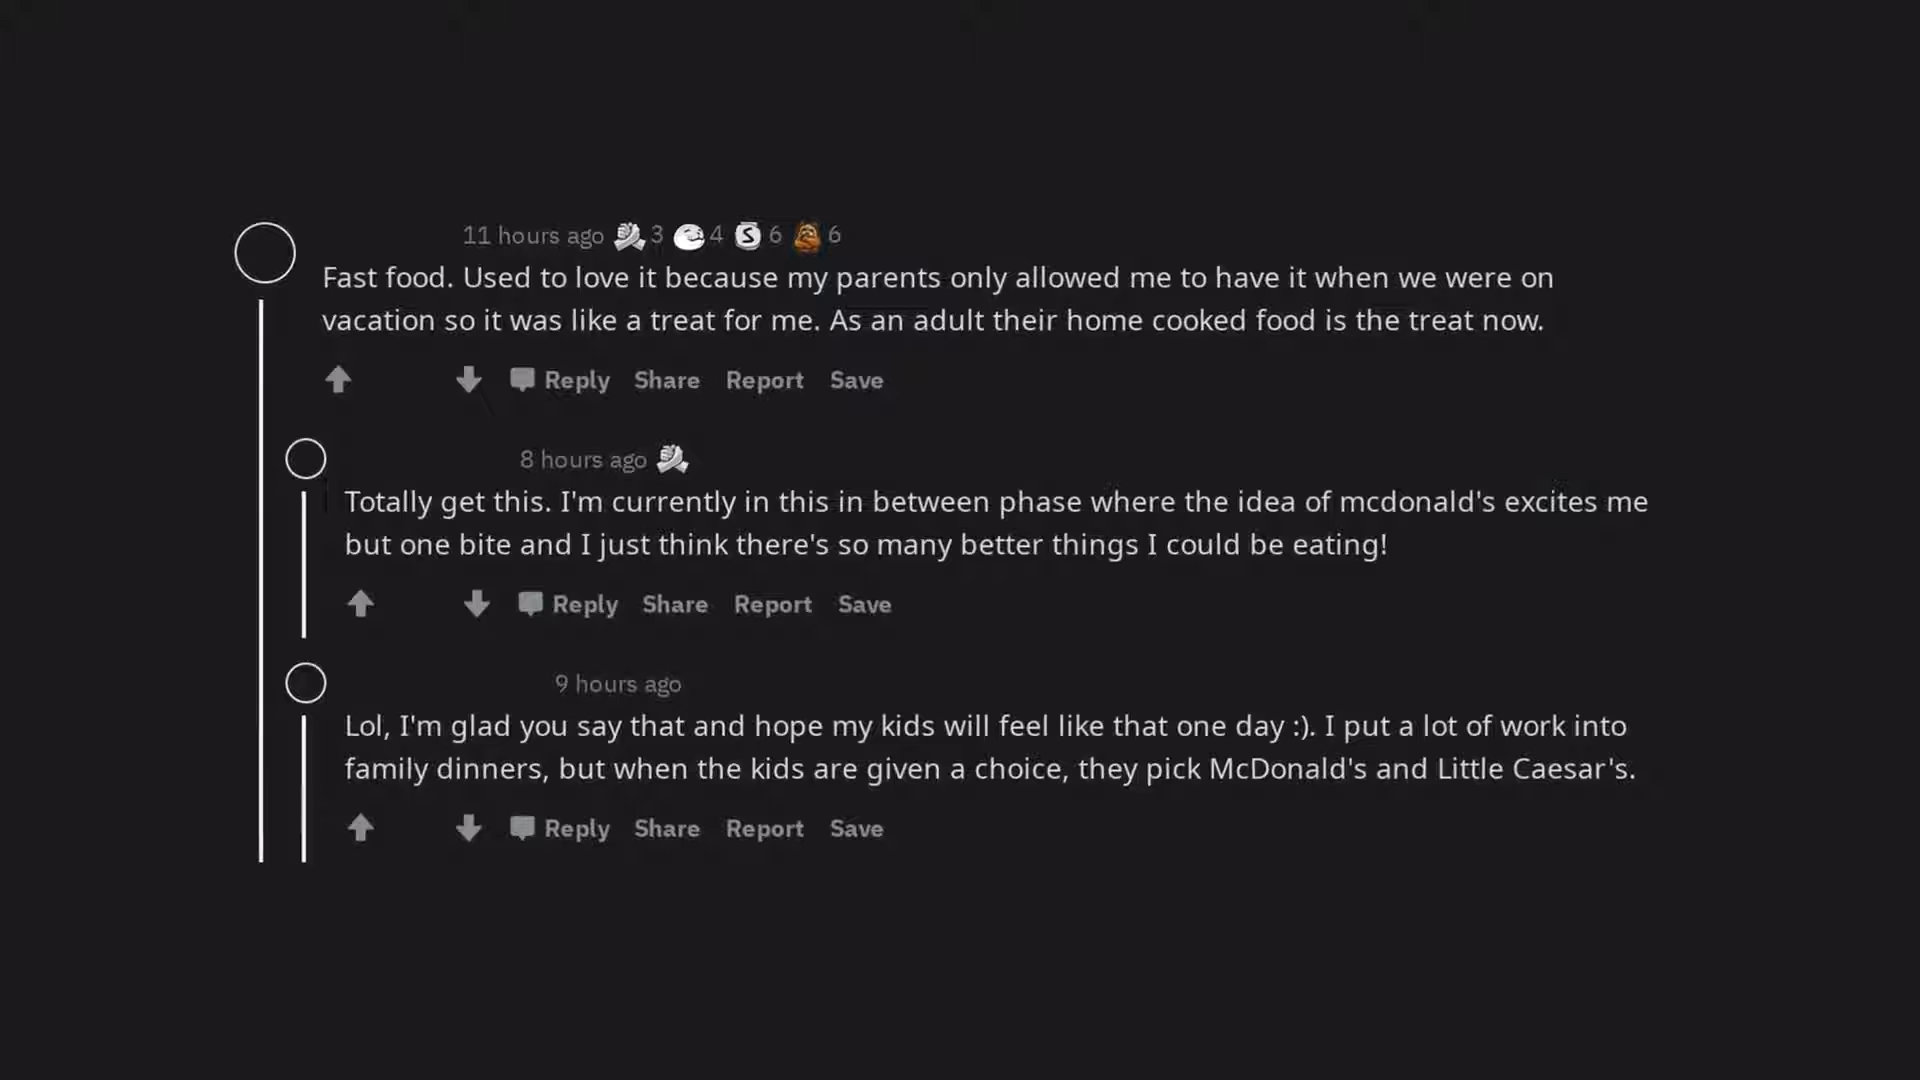 11 hours ago 3 4 S 6 6
Fast food. Used to love it because my parents only allowed me to have it when we were on
vacation so it was like a treat for me. As an adult their home cooked food is the treat now.
Reply Share Report Save
8 hours ago
Totally get this. I'm currently in this in between phase where the idea of mcdonald's excites me
but one bite and I just think there's so many better things I could be eating!
Reply Share Report Save
9 hours ago
Lol, I'm glad you say that and hope my kids will feel like that one day :). I put a lot of work into
family dinners, but when the kids are given a choice, they pick McDonald's and Little Caesar's.
Reply Share Report Save